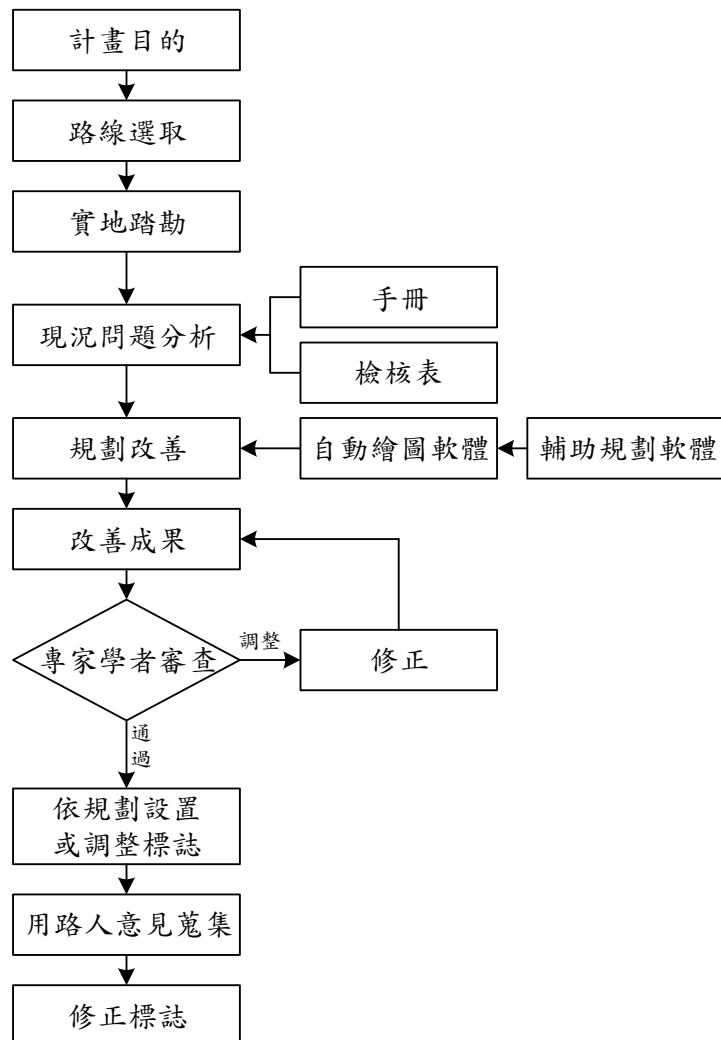 計畫目的
路線選取
實地踏勘
現況問題分析
手冊
檢核表
規劃改善
自動繪圖軟體
輔助規劃軟體
改善成果
專家學者審查
調整
修正
通
過
依規劃設置
或調整標誌
用路人意見蒐集
修正標誌